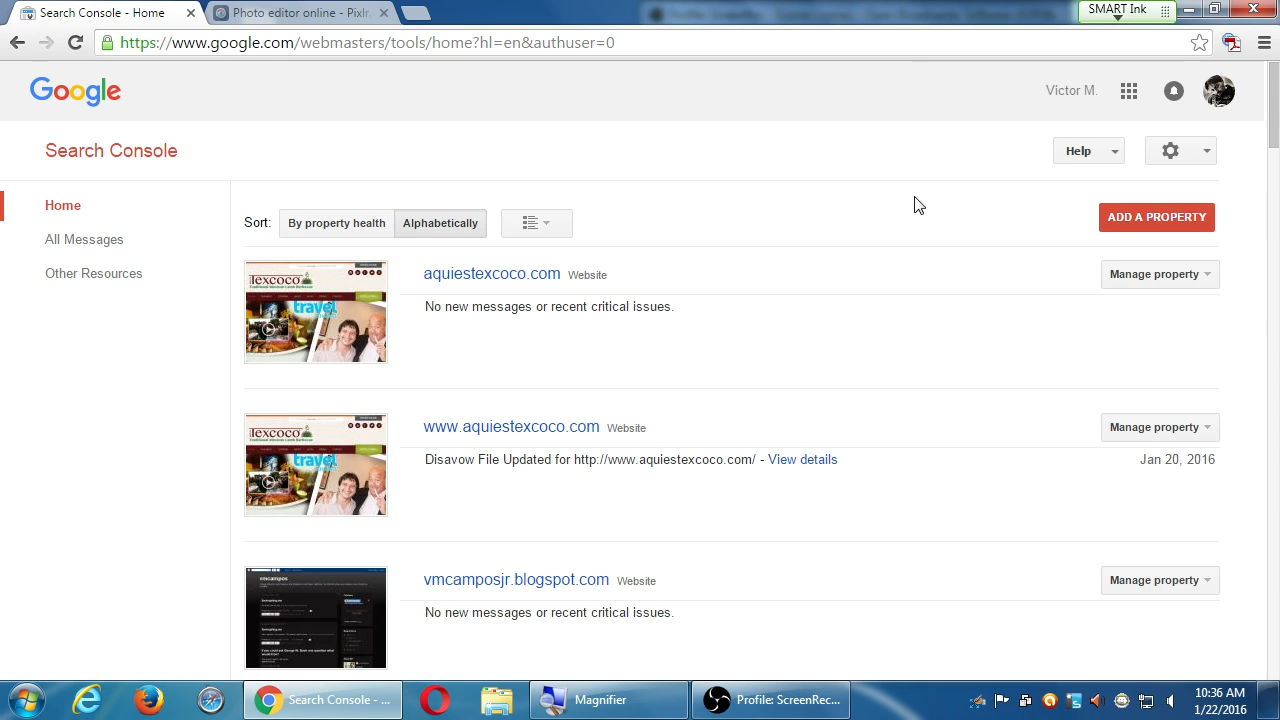 Search Console - Home
Photo editor online - Pixlr
SMART Ink
https://www.google.com/webmasters/tools/home?hl=en&authuser=0
Google
Victor M.
Search Console
Help
Home
All Messages
Other Resources
Sort:
By property health
Alphabetically
ADD A PROPERTY
Texcoco
travel
aquiestexcoco.com Website
Manage property
No new messages or recent critical issues.
Texcoco
travel
www.aquiestexcoco.com Website
Manage property
Disavow File Updated for http://www.aquiestexcoco.com/ - View details
Jan 20, 2016
Website
Manage property
No new messages or recent critical issues.
Search Console - ...
Magnifier
Profile: ScreenRec...
10:36 AM
1/22/2016